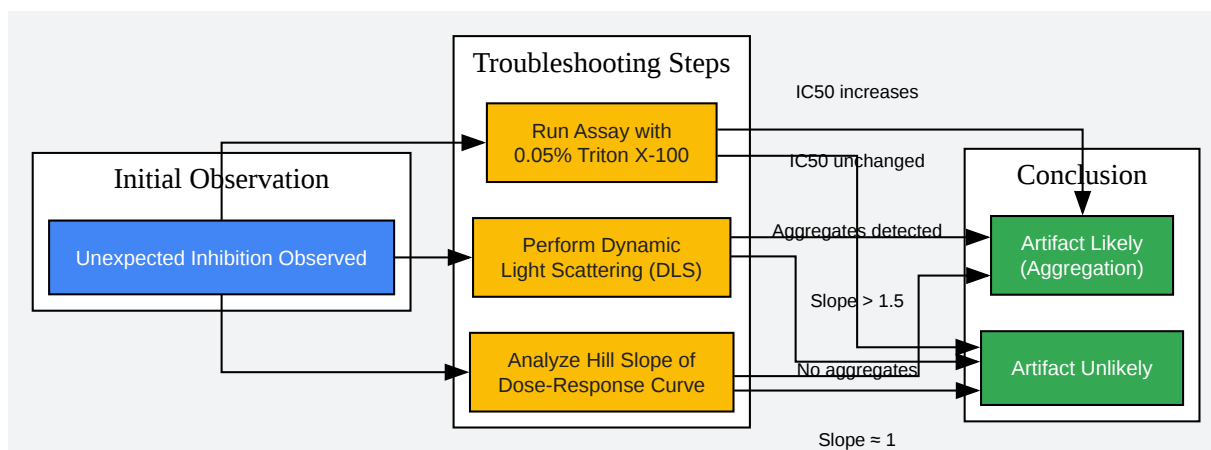 Initial Observation
Unexpected Inhibition Observed
Troubleshooting Steps
Run Assay with
0.05% Triton X-100
Perform Dynamic
Light Scattering (DLS)
Analyze Hill Slope of
Dose-Response Curve
IC50 increases
IC50 unchanged
Aggregates detected
Slope > 1.5
No aggregates
Slope ≈ 1
Conclusion
Artifact Likely
(Aggregation)
Artifact Unlikely